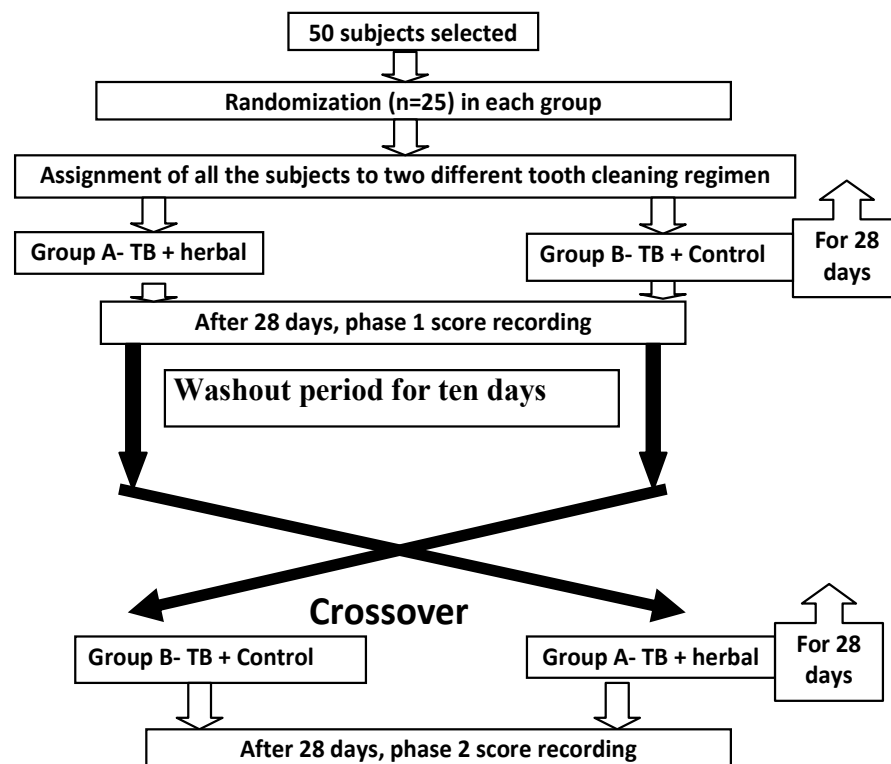 50 subjects selected
Randomization (n=25) in each group
Assignment of all the subjects to two different tooth cleaning regimen
Group A- TB + herbal
Group B- TB + Control
For 28
days
After 28 days, phase 1 score recording
Washout period for ten days
Crossover
Group B- TB + Control
Group A- TB + herbal
For 28
days
After 28 days, phase 2 score recording